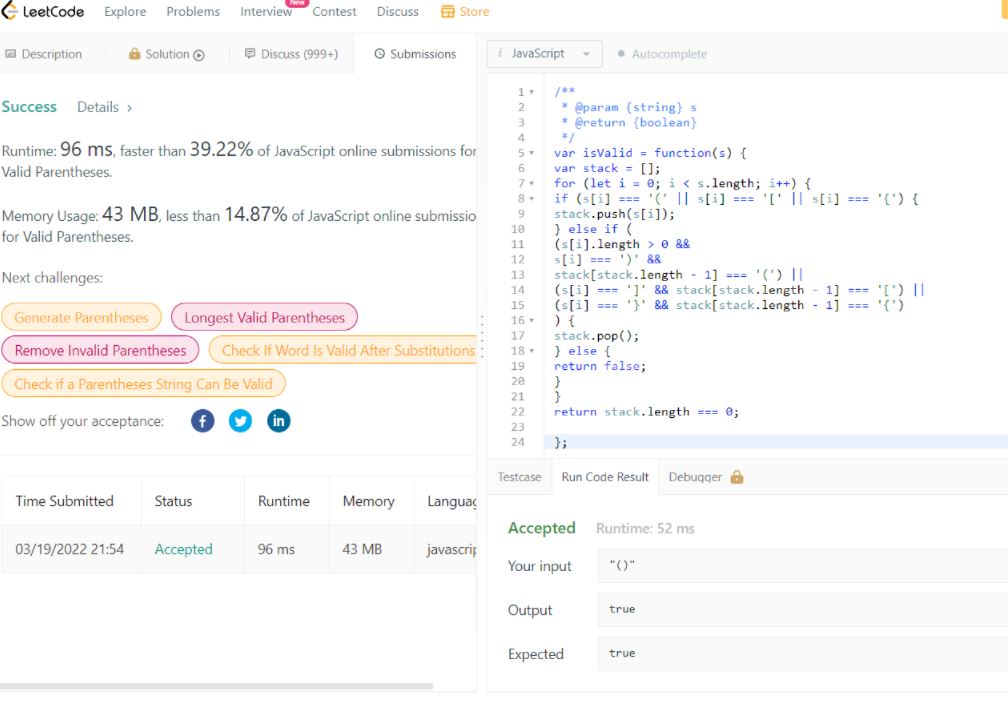 LeetCode Explore Problems Interview New Contest Discuss Store
Description Solution Discuss (999+) Submissions
Success Details >
Runtime: 96 ms, faster than 39.22% of JavaScript online submissions for
Valid Parentheses.
Memory Usage: 43 MB, less than 14.87% of JavaScript online submissio
for Valid Parentheses.
Next challenges:
Generate Parentheses Longest Valid Parentheses
Remove Invalid Parentheses Check If Word Is Valid After Substitutions
Check if a Parentheses String Can Be Valid
Show off your acceptance:
Time Submitted Status Runtime Memory Languag
03/19/2022 21:54 Accepted 96 ms 43 MB javascrip
i JavaScript Autocomplete
1 /**
2 * @param {string} s
3 * @return {boolean}
4 */
5 var isValid = function(s) {
6 var stack = [];
7 for (let i = 0; i < s.length; i++) {
8 if (s[i] === '(' || s[i] === '[' || s[i] === '{') {
9 stack.push(s[i]);
10 } else if (
11 (s[i].length > 0 &&
12 s[i] === ')' &&
13 stack[stack.length - 1] === '(') ||
14 (s[i] === ']' && stack[stack.length - 1] === '[') ||
15 (s[i] === '}' && stack[stack.length - 1] === '{')
16 ) {
17 stack.pop();
18 } else {
19 return false;
20 }
21 }
22 return stack.length === 0;
23
24 };
Testcase Run Code Result Debugger
Accepted Runtime: 52 ms
Your input "()"
Output true
Expected true